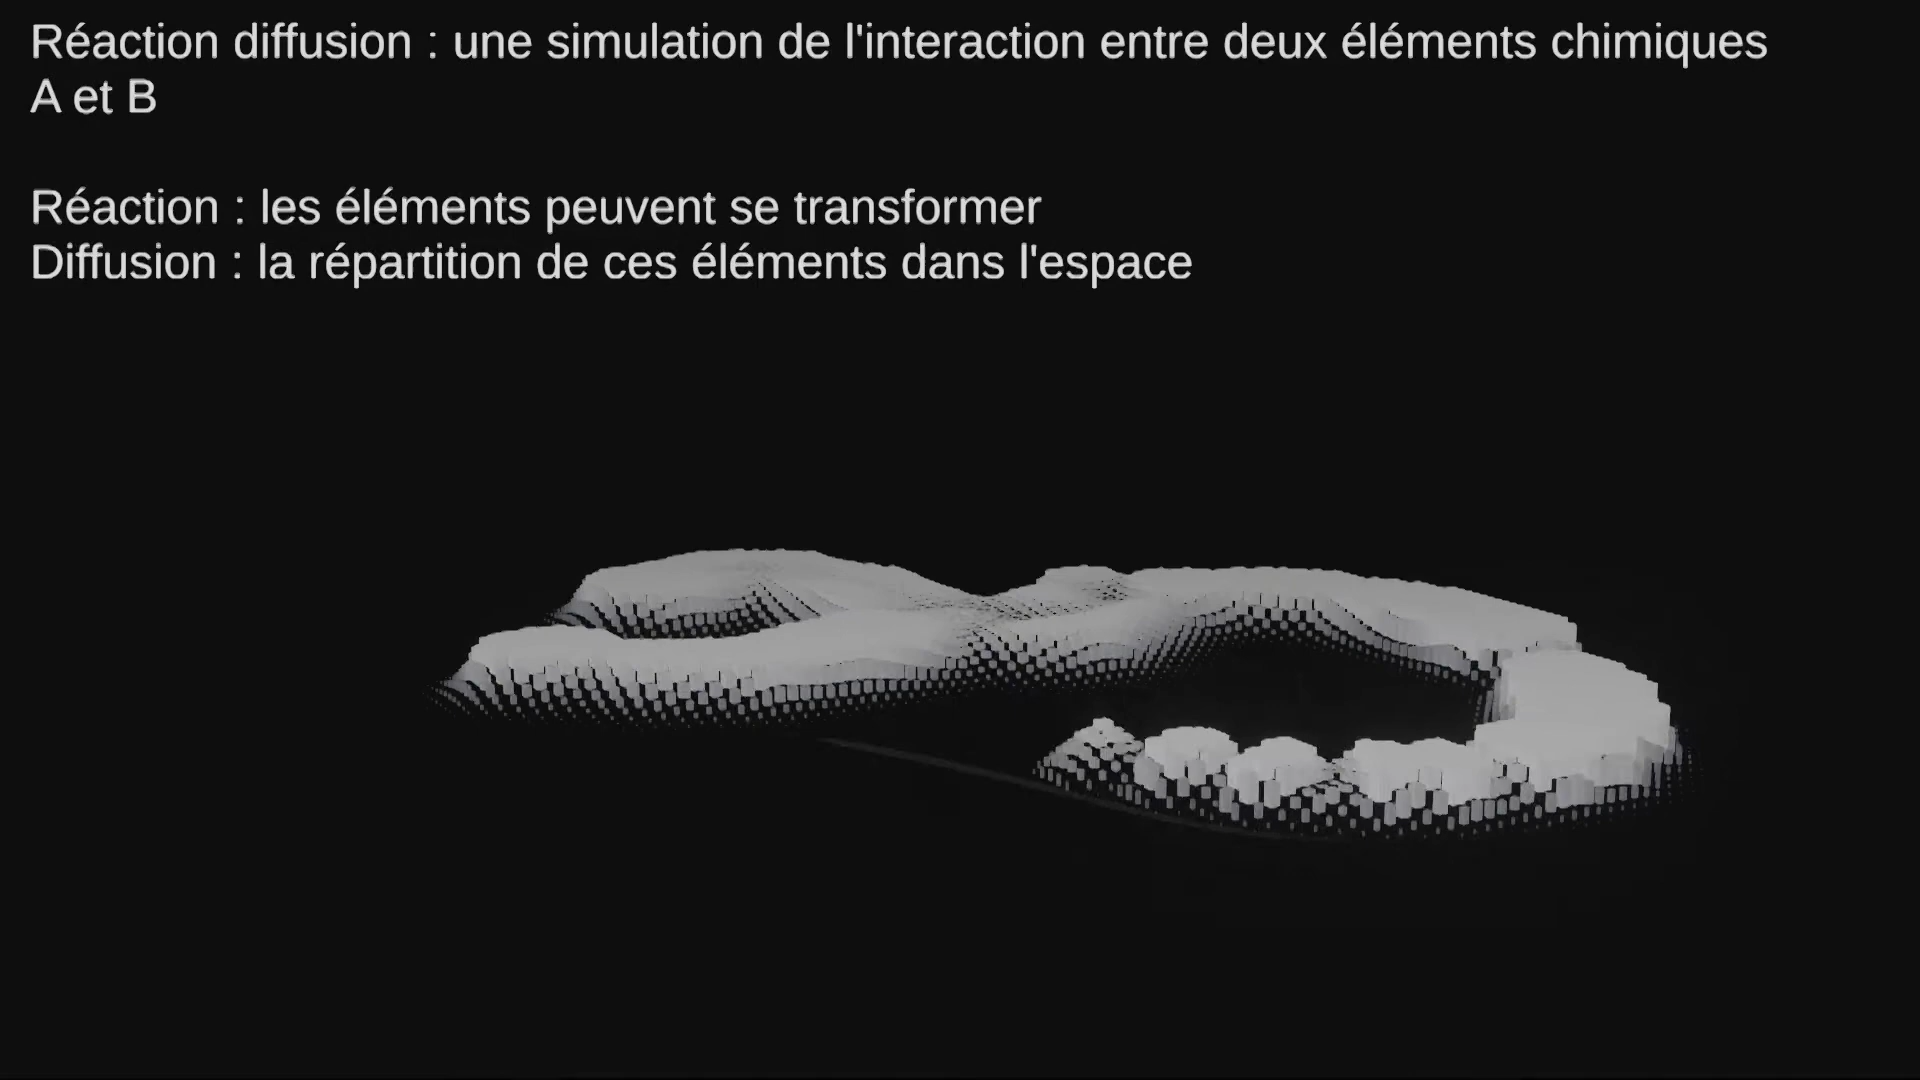 Réaction diffusion : une simulation de l'interaction entre deux éléments chimiques
A et B
Réaction : les éléments peuvent se transformer
Diffusion : la répartition de ces éléments dans l'espace